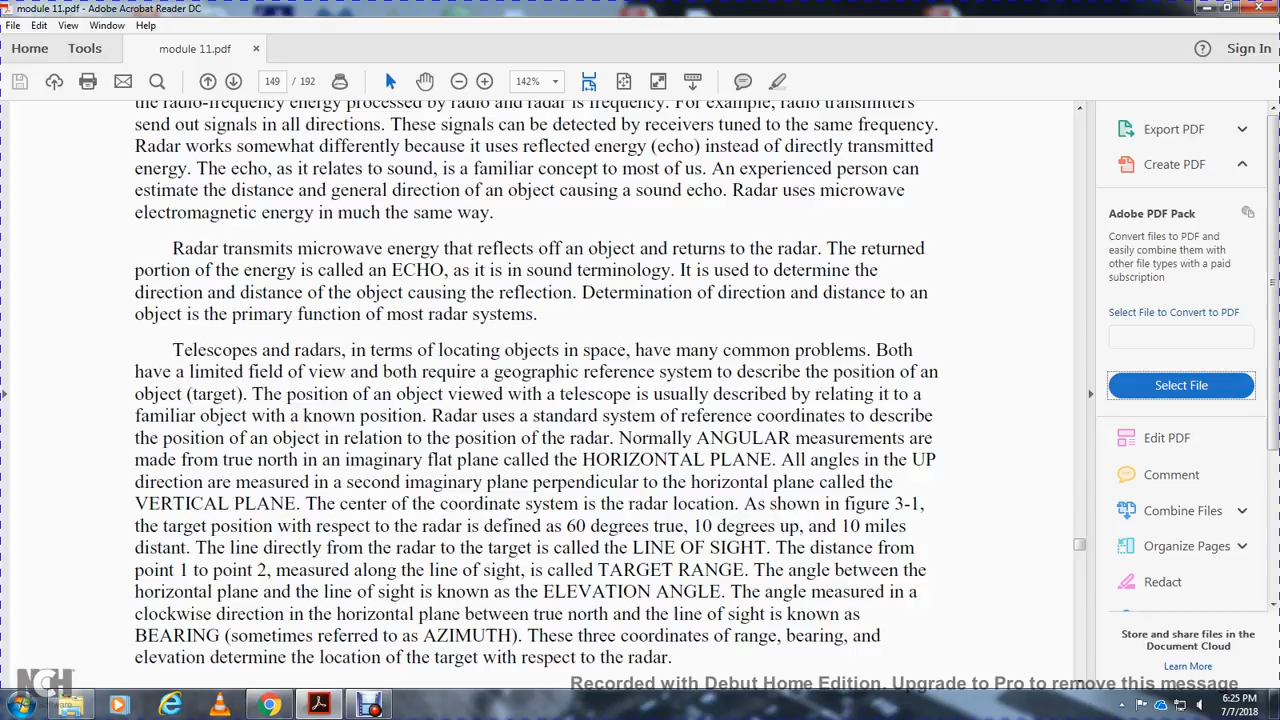 module 11.pdf - Adobe Acrobat Reader DC
File Edit View Window Help
Home Tools module 11.pdf × Sign In
149 / 192 142%
the radio-frequency energy processed by radio and radar is frequency. For example, radio transmitters
send out signals in all directions. These signals can be detected by receivers tuned to the same frequency.
Radar works somewhat differently because it uses reflected energy (echo) instead of directly transmitted
energy. The echo, as it relates to sound, is a familiar concept to most of us. An experienced person can
estimate the distance and general direction of an object causing a sound echo. Radar uses microwave
electromagnetic energy in much the same way.
Radar transmits microwave energy that reflects off an object and returns to the radar. The returned
portion of the energy is called an ECHO, as it is in sound terminology. It is used to determine the
direction and distance of the object causing the reflection. Determination of direction and distance to an
object is the primary function of most radar systems.
Telescopes and radars, in terms of locating objects in space, have many common problems. Both
have a limited field of view and both require a geographic reference system to describe the position of an
object (target). The position of an object viewed with a telescope is usually described by relating it to a
familiar object with a known position. Radar uses a standard system of reference coordinates to describe
the position of an object in relation to the position of the radar. Normally ANGULAR measurements are
made from true north in an imaginary flat plane called the HORIZONTAL PLANE. All angles in the UP
direction are measured in a second imaginary plane perpendicular to the horizontal plane called the
VERTICAL PLANE. The center of the coordinate system is the radar location. As shown in figure 3-1,
the target position with respect to the radar is defined as 60 degrees true, 10 degrees up, and 10 miles
distant. The line directly from the radar to the target is called the LINE OF SIGHT. The distance from
point 1 to point 2, measured along the line of sight, is called TARGET RANGE. The angle between the
horizontal plane and the line of sight is known as the ELEVATION ANGLE. The angle measured in a
clockwise direction in the horizontal plane between true north and the line of sight is known as
BEARING (sometimes referred to as AZIMUTH). These three coordinates of range, bearing, and
elevation determine the location of the target with respect to the radar.
Export PDF
Create PDF
Adobe PDF Pack
Convert files to PDF and
easily combine them with
other file types with a paid
subscription
Select File to Convert to PDF
Select File
Edit PDF
Comment
Combine Files
Organize Pages
Redact
Store and share files in the
Document Cloud
Learn More
NCH
Software
Recorded with Debut Home Edition. Upgrade to Pro to remove this message
6:25 PM
7/7/2018